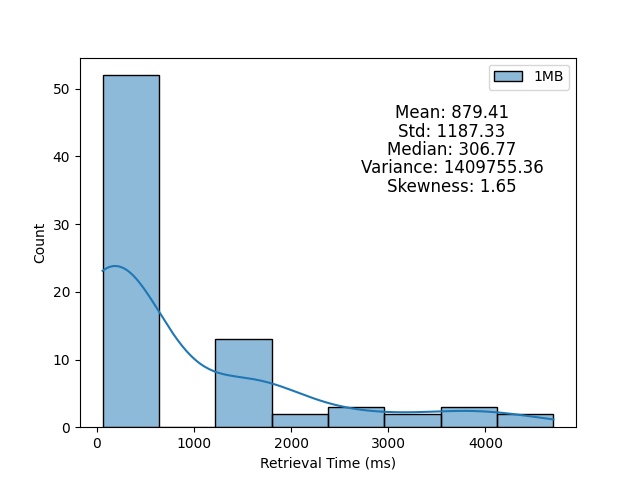 1MB
Mean: 879.41
Std: 1187.33
Median: 306.77
Variance: 1409755.36
Skewness: 1.65
50
40
30
20
10
0
Count
0 1000 2000 3000 4000
Retrieval Time (ms)